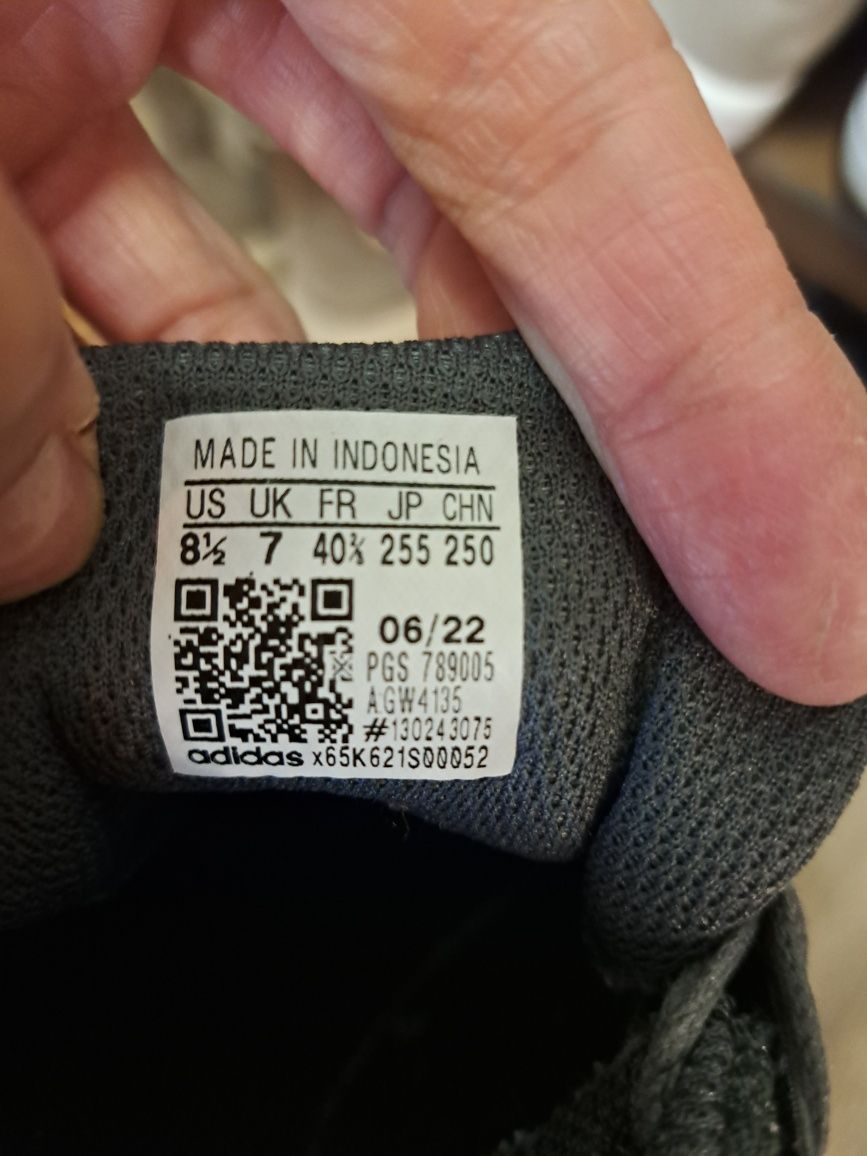 MADE IN INDONESIA
US UK FR JP CHN
8½ 7 40⅔ 255 250
06/22
PGS 789005
AGW4135
#130243075
adidas x65K621S00052